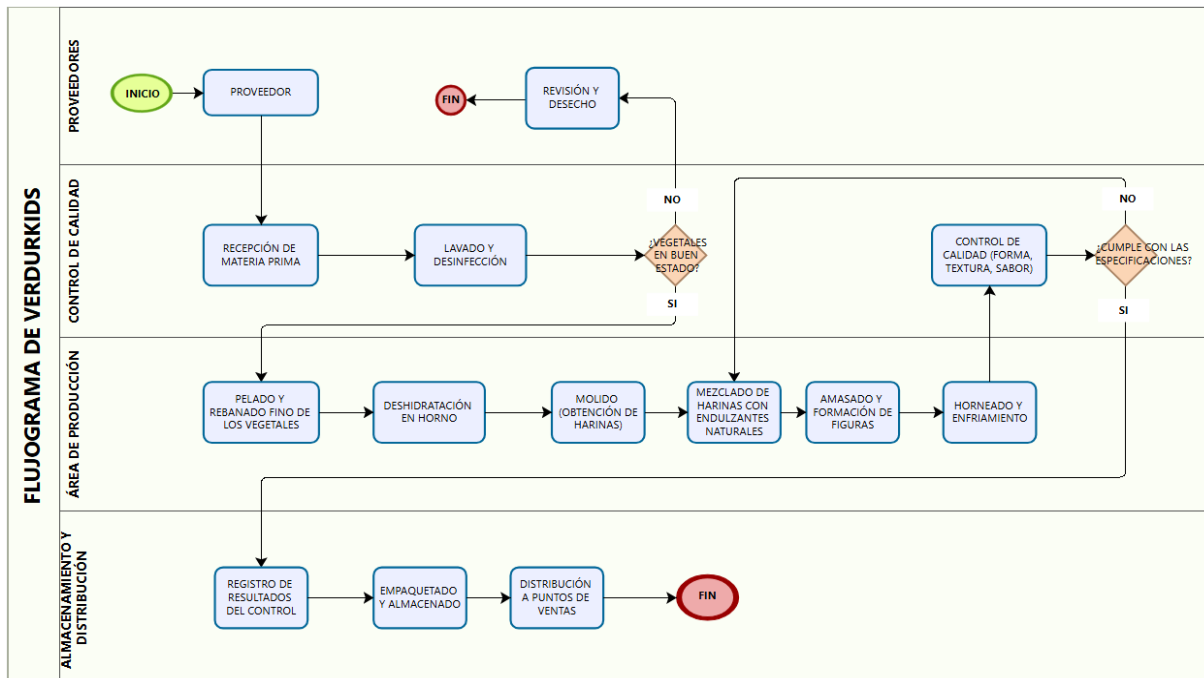 FLUJOGRAMA DE VERDURKIDS
PROVEEDORES
INICIO
PROVEEDOR
FIN
REVISIÓN Y
DESECHO
CONTROL DE CALIDAD
RECEPCIÓN DE
MATERIA PRIMA
LAVADO Y
DESINFECCIÓN
NO
¿VEGETALES
EN BUEN
ESTADO?
SI
CONTROL DE
CALIDAD (FORMA,
TEXTURA, SABOR)
NO
¿CUMPLE CON LAS
ESPECIFICACIONES?
SI
ÁREA DE PRODUCCIÓN
PELADO Y
REBANADO FINO DE
LOS VEGETALES
DESHIDRATACIÓN
EN HORNO
MOLIDO
(OBTENCIÓN DE
HARINAS)
MEZCLADO DE
HARINAS CON
ENDULZANTES
NATURALES
AMASADO Y
FORMACIÓN DE
FIGURAS
HORNEADO Y
ENFRIAMIENTO
ALMACENAMIENTO Y
DISTRIBUCIÓN
REGISTRO DE
RESULTADOS
DEL CONTROL
EMPAQUETADO
Y ALMACENADO
DISTRIBUCIÓN
A PUNTOS DE
VENTAS
FIN